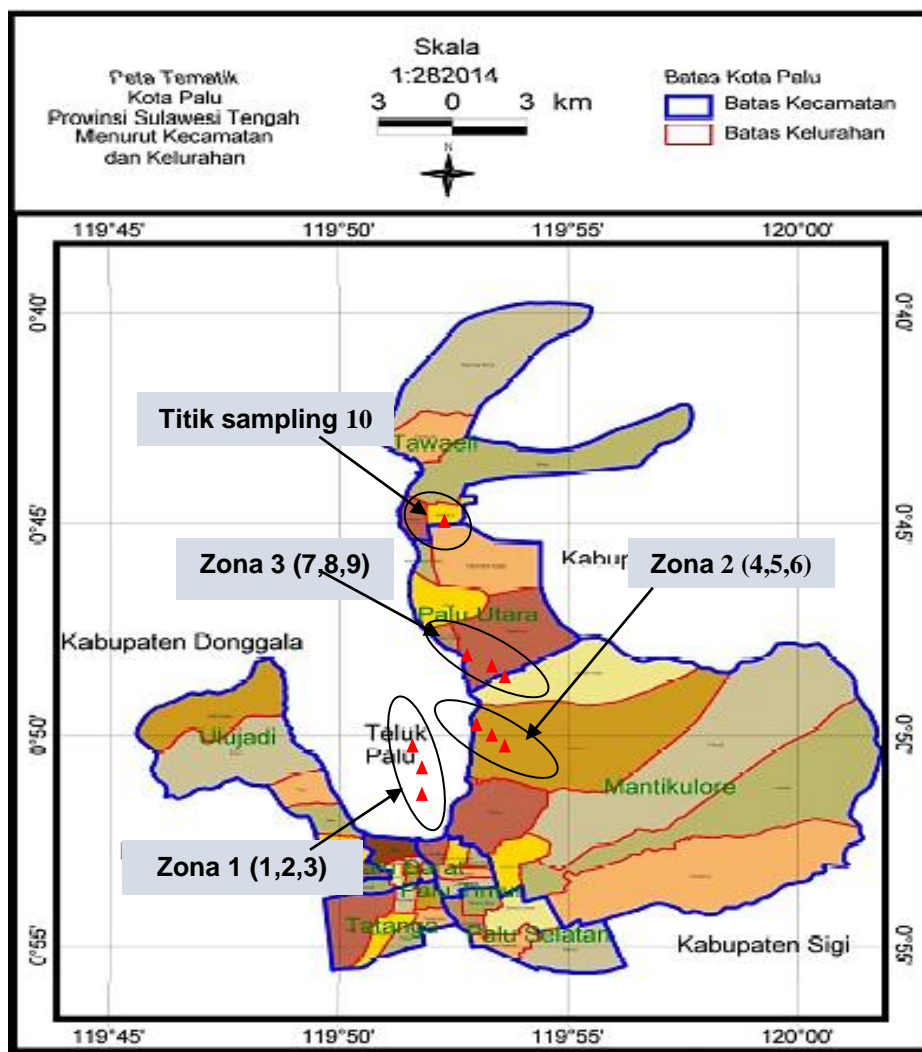 Peta Tematik
Kota Palu
Provinsi Sulawesi Tengah
Menurut Kecamatan
dan Kelurahan
Skala
1:282014
3 0 3 km
N
Batas Kota Palu
Batas Kecamatan
Batas Kelurahan
119°45' 119°50' 119°55' 120°00'
0°40' 0°40'
Titik sampling 10
Tawaeli
0°45' 0°45'
Zona 3 (7,8,9)
Zona 2 (4,5,6)
Palu Utara
Kabupaten Donggala
0°50' 0°50'
Ulujadi
Teluk
Palu
Mantikulore
Zona 1 (1,2,3)
Barat
Palu Timur
Tatanga
Palu Selatan
Kabupaten Sigi
0°55' 0°55'
119°45' 119°50' 119°55' 120°00'